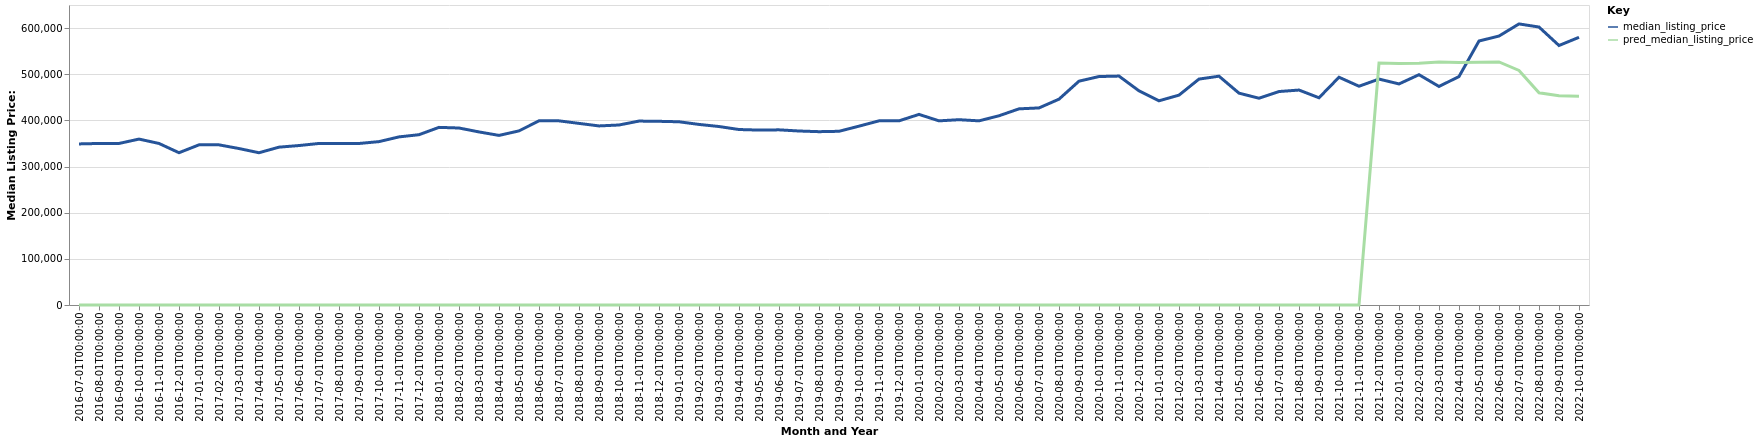 Key
median_listing_price
pred_median_listing_price
Median Listing Price:
600,000
500,000
400,000
300,000
200,000
100,000
0
2016-07-01T00:00:00
2016-08-01T00:00:00
2016-09-01T00:00:00
2016-10-01T00:00:00
2016-11-01T00:00:00
2016-12-01T00:00:00
2017-01-01T00:00:00
2017-02-01T00:00:00
2017-03-01T00:00:00
2017-04-01T00:00:00
2017-05-01T00:00:00
2017-06-01T00:00:00
2017-07-01T00:00:00
2017-08-01T00:00:00
2017-09-01T00:00:00
2017-10-01T00:00:00
2017-11-01T00:00:00
2017-12-01T00:00:00
2018-01-01T00:00:00
2018-02-01T00:00:00
2018-03-01T00:00:00
2018-04-01T00:00:00
2018-05-01T00:00:00
2018-06-01T00:00:00
2018-07-01T00:00:00
2018-08-01T00:00:00
2018-09-01T00:00:00
2018-10-01T00:00:00
2018-11-01T00:00:00
2018-12-01T00:00:00
2019-01-01T00:00:00
2019-02-01T00:00:00
2019-03-01T00:00:00
2019-04-01T00:00:00
2019-05-01T00:00:00
2019-06-01T00:00:00
2019-07-01T00:00:00
2019-08-01T00:00:00
2019-09-01T00:00:00
2019-10-01T00:00:00
2019-11-01T00:00:00
2019-12-01T00:00:00
2020-01-01T00:00:00
2020-02-01T00:00:00
2020-03-01T00:00:00
2020-04-01T00:00:00
2020-05-01T00:00:00
2020-06-01T00:00:00
2020-07-01T00:00:00
2020-08-01T00:00:00
2020-09-01T00:00:00
2020-10-01T00:00:00
2020-11-01T00:00:00
2020-12-01T00:00:00
2021-01-01T00:00:00
2021-02-01T00:00:00
2021-03-01T00:00:00
2021-04-01T00:00:00
2021-05-01T00:00:00
2021-06-01T00:00:00
2021-07-01T00:00:00
2021-08-01T00:00:00
2021-09-01T00:00:00
2021-10-01T00:00:00
2021-11-01T00:00:00
2021-12-01T00:00:00
2022-01-01T00:00:00
2022-02-01T00:00:00
2022-03-01T00:00:00
2022-04-01T00:00:00
2022-05-01T00:00:00
2022-06-01T00:00:00
2022-07-01T00:00:00
2022-08-01T00:00:00
2022-09-01T00:00:00
2022-10-01T00:00:00
Month and Year